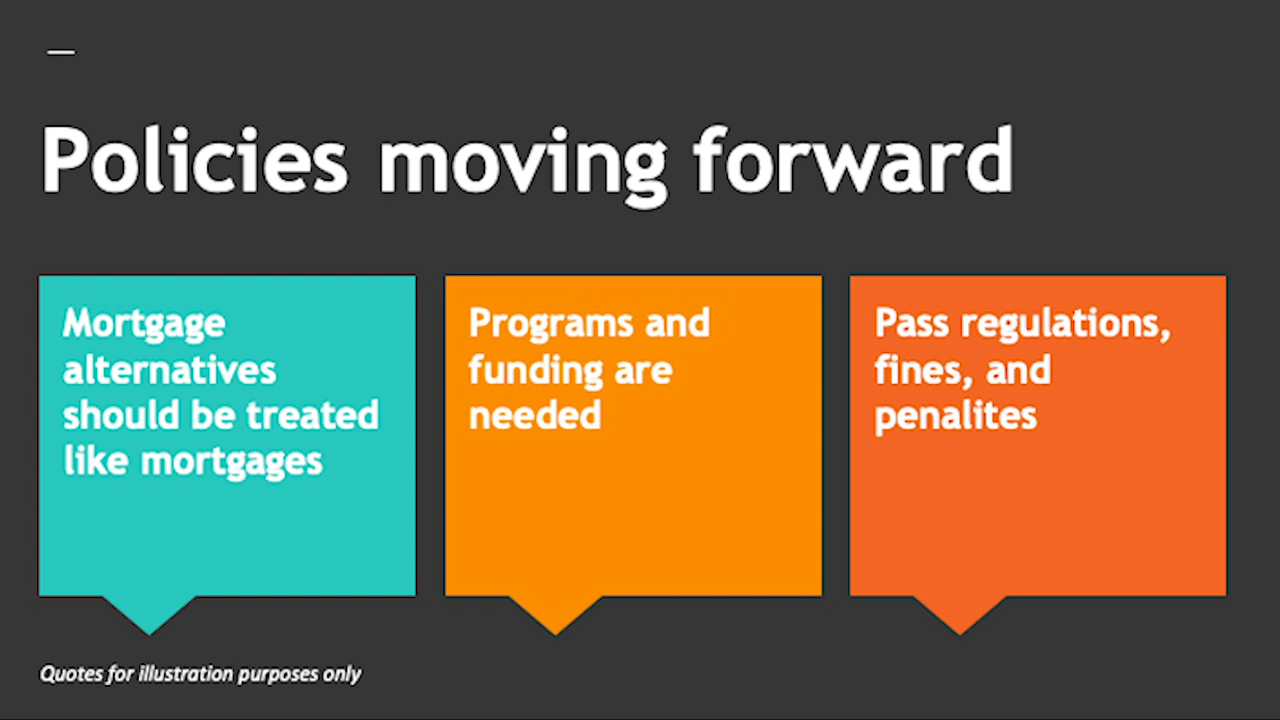 Policies moving forward
Mortgage
alternatives
should be treated
like mortgages
Programs and
funding are
needed
Pass regulations,
fines, and
penalites
Quotes for illustration purposes only